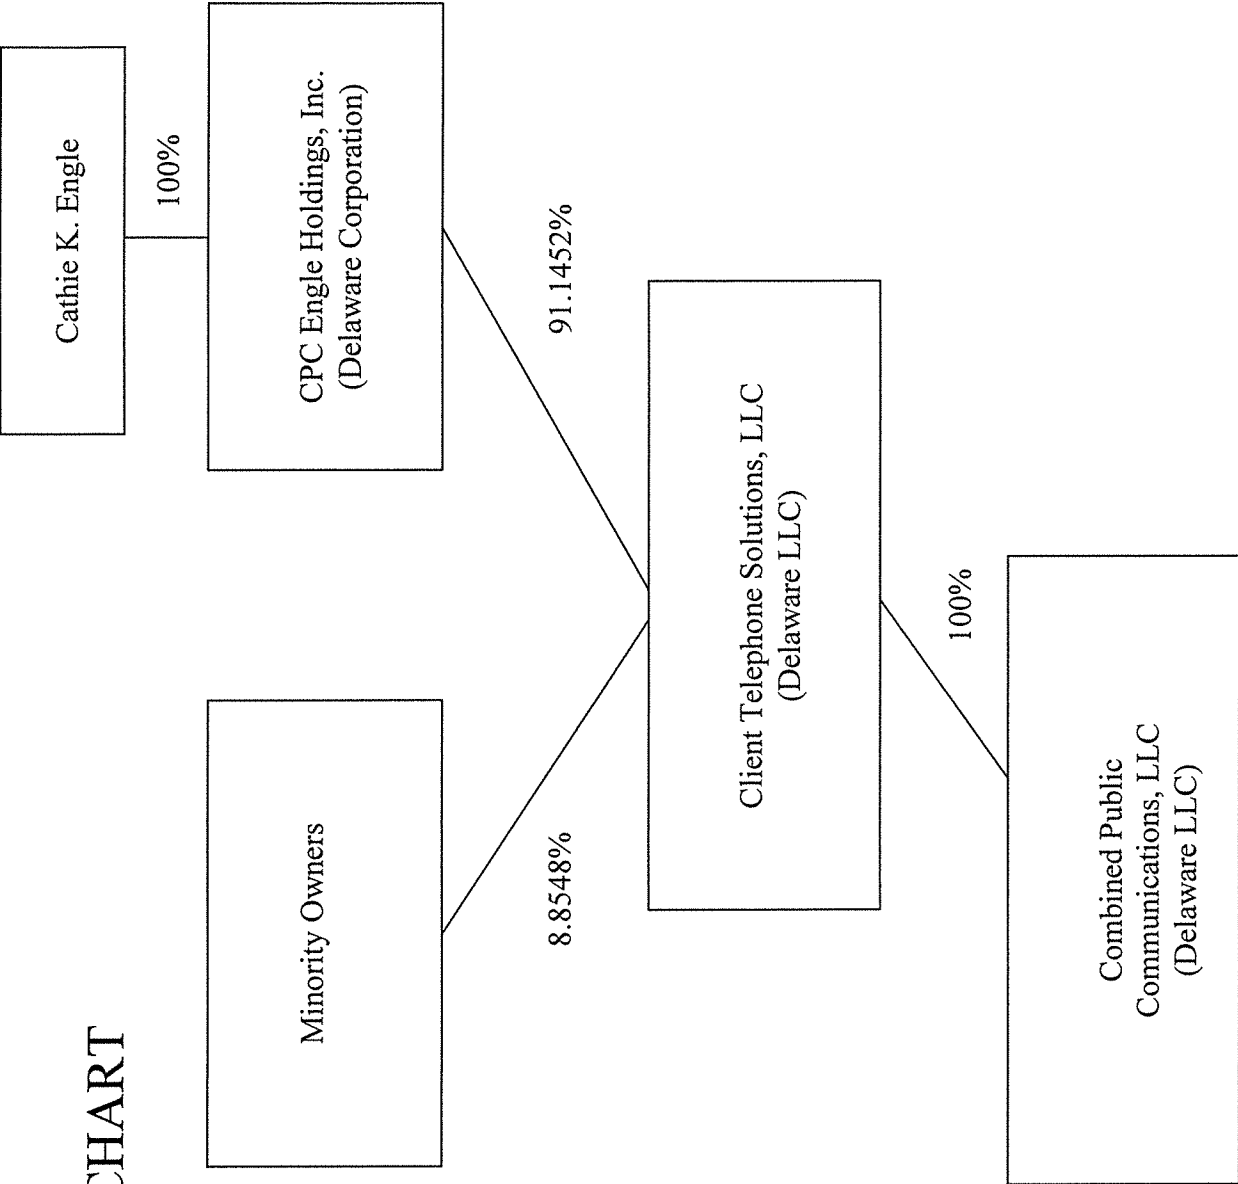 CHART
Cathie K. Engle
100%
Minority Owners
CPC Engle Holdings, Inc.
(Delaware Corporation)
8.8548%
91.1452%
Client Telephone Solutions, LLC
(Delaware LLC)
100%
Combined Public
Communications, LLC
(Delaware LLC)